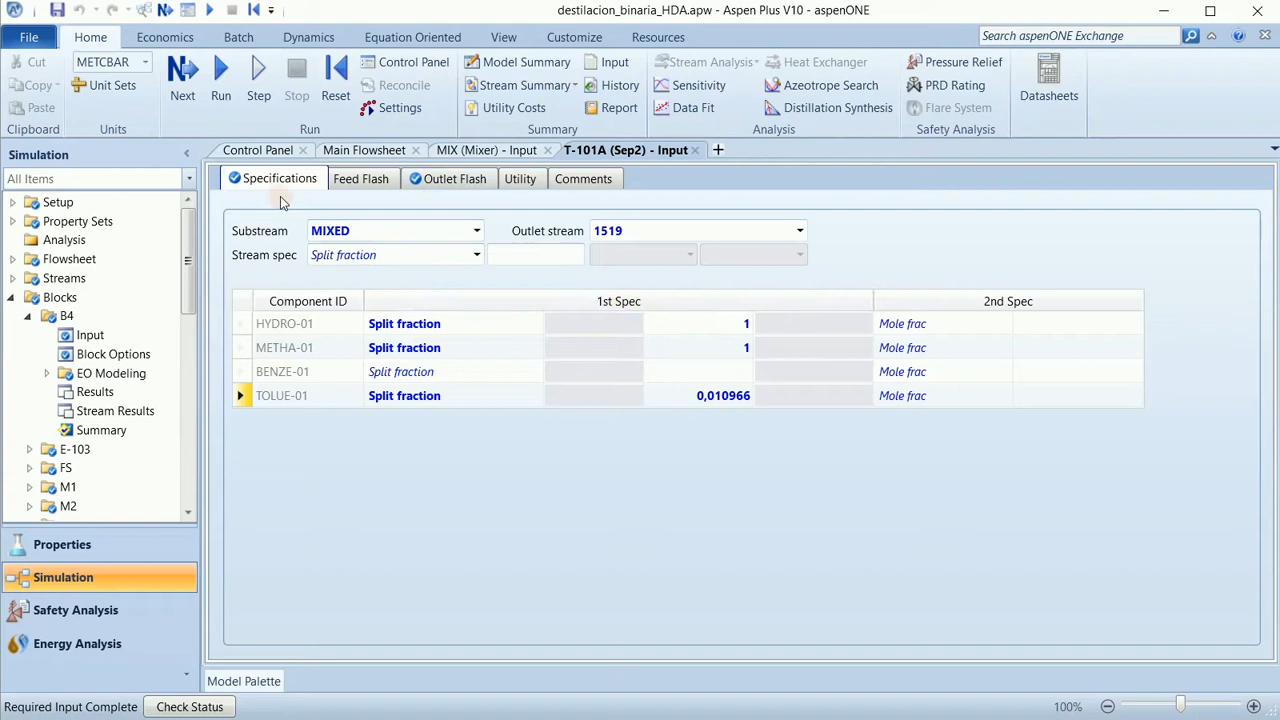 destilacion_binaria_HDA.apw - Aspen Plus V10 - aspenONE
File Home Economics Batch Dynamics Equation Oriented View Customize Resources Search aspenONE Exchange
Cut METCBAR Control Panel Model Summary Input Stream Analysis Heat Exchanger Pressure Relief
Copy Unit Sets Next Run Step Stop Reset Reconcile Stream Summary History Sensitivity Azeotrope Search PRD Rating Datasheets
Paste Settings Utility Costs Report Data Fit Distillation Synthesis Flare System
Clipboard Units Run Summary Analysis Safety Analysis
Simulation Control Panel Main Flowsheet MIX (Mixer) - Input T-101A (Sep2) - Input
All Items Specifications Feed Flash Outlet Flash Utility Comments
Setup
Property Sets
Analysis
Flowsheet
Streams
Blocks
B4
Input
Block Options
EO Modeling
Results
Stream Results
Summary
E-103
FS
M1
M2
Properties
Simulation
Safety Analysis
Energy Analysis
Substream MIXED Outlet stream 1519
Stream spec Split fraction
Component ID 1st Spec 2nd Spec
HYDRO-01 Split fraction 1 Mole frac
METHA-01 Split fraction 1 Mole frac
BENZE-01 Split fraction Mole frac
TOLUE-01 Split fraction 0,010966 Mole frac
Model Palette
Required Input Complete Check Status 100%